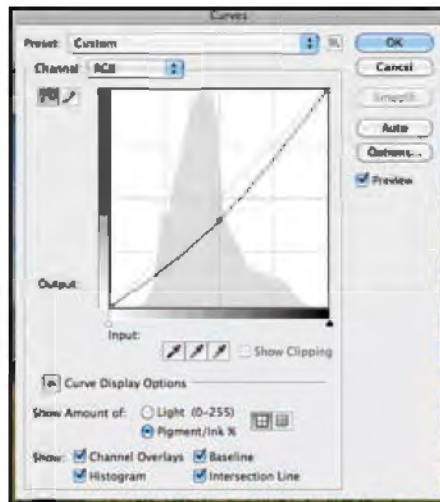 Curves
Preset: Custom
OK
Channel: RGB
Cancel
Smooth
Auto
Options...
Preview
Output:
Input:
Show Clipping
Curve Display Options
Show Amount of: Light (0-255)
Pigment/Ink %
Show: Channel Overlays Baseline
Histogram Intersection Line